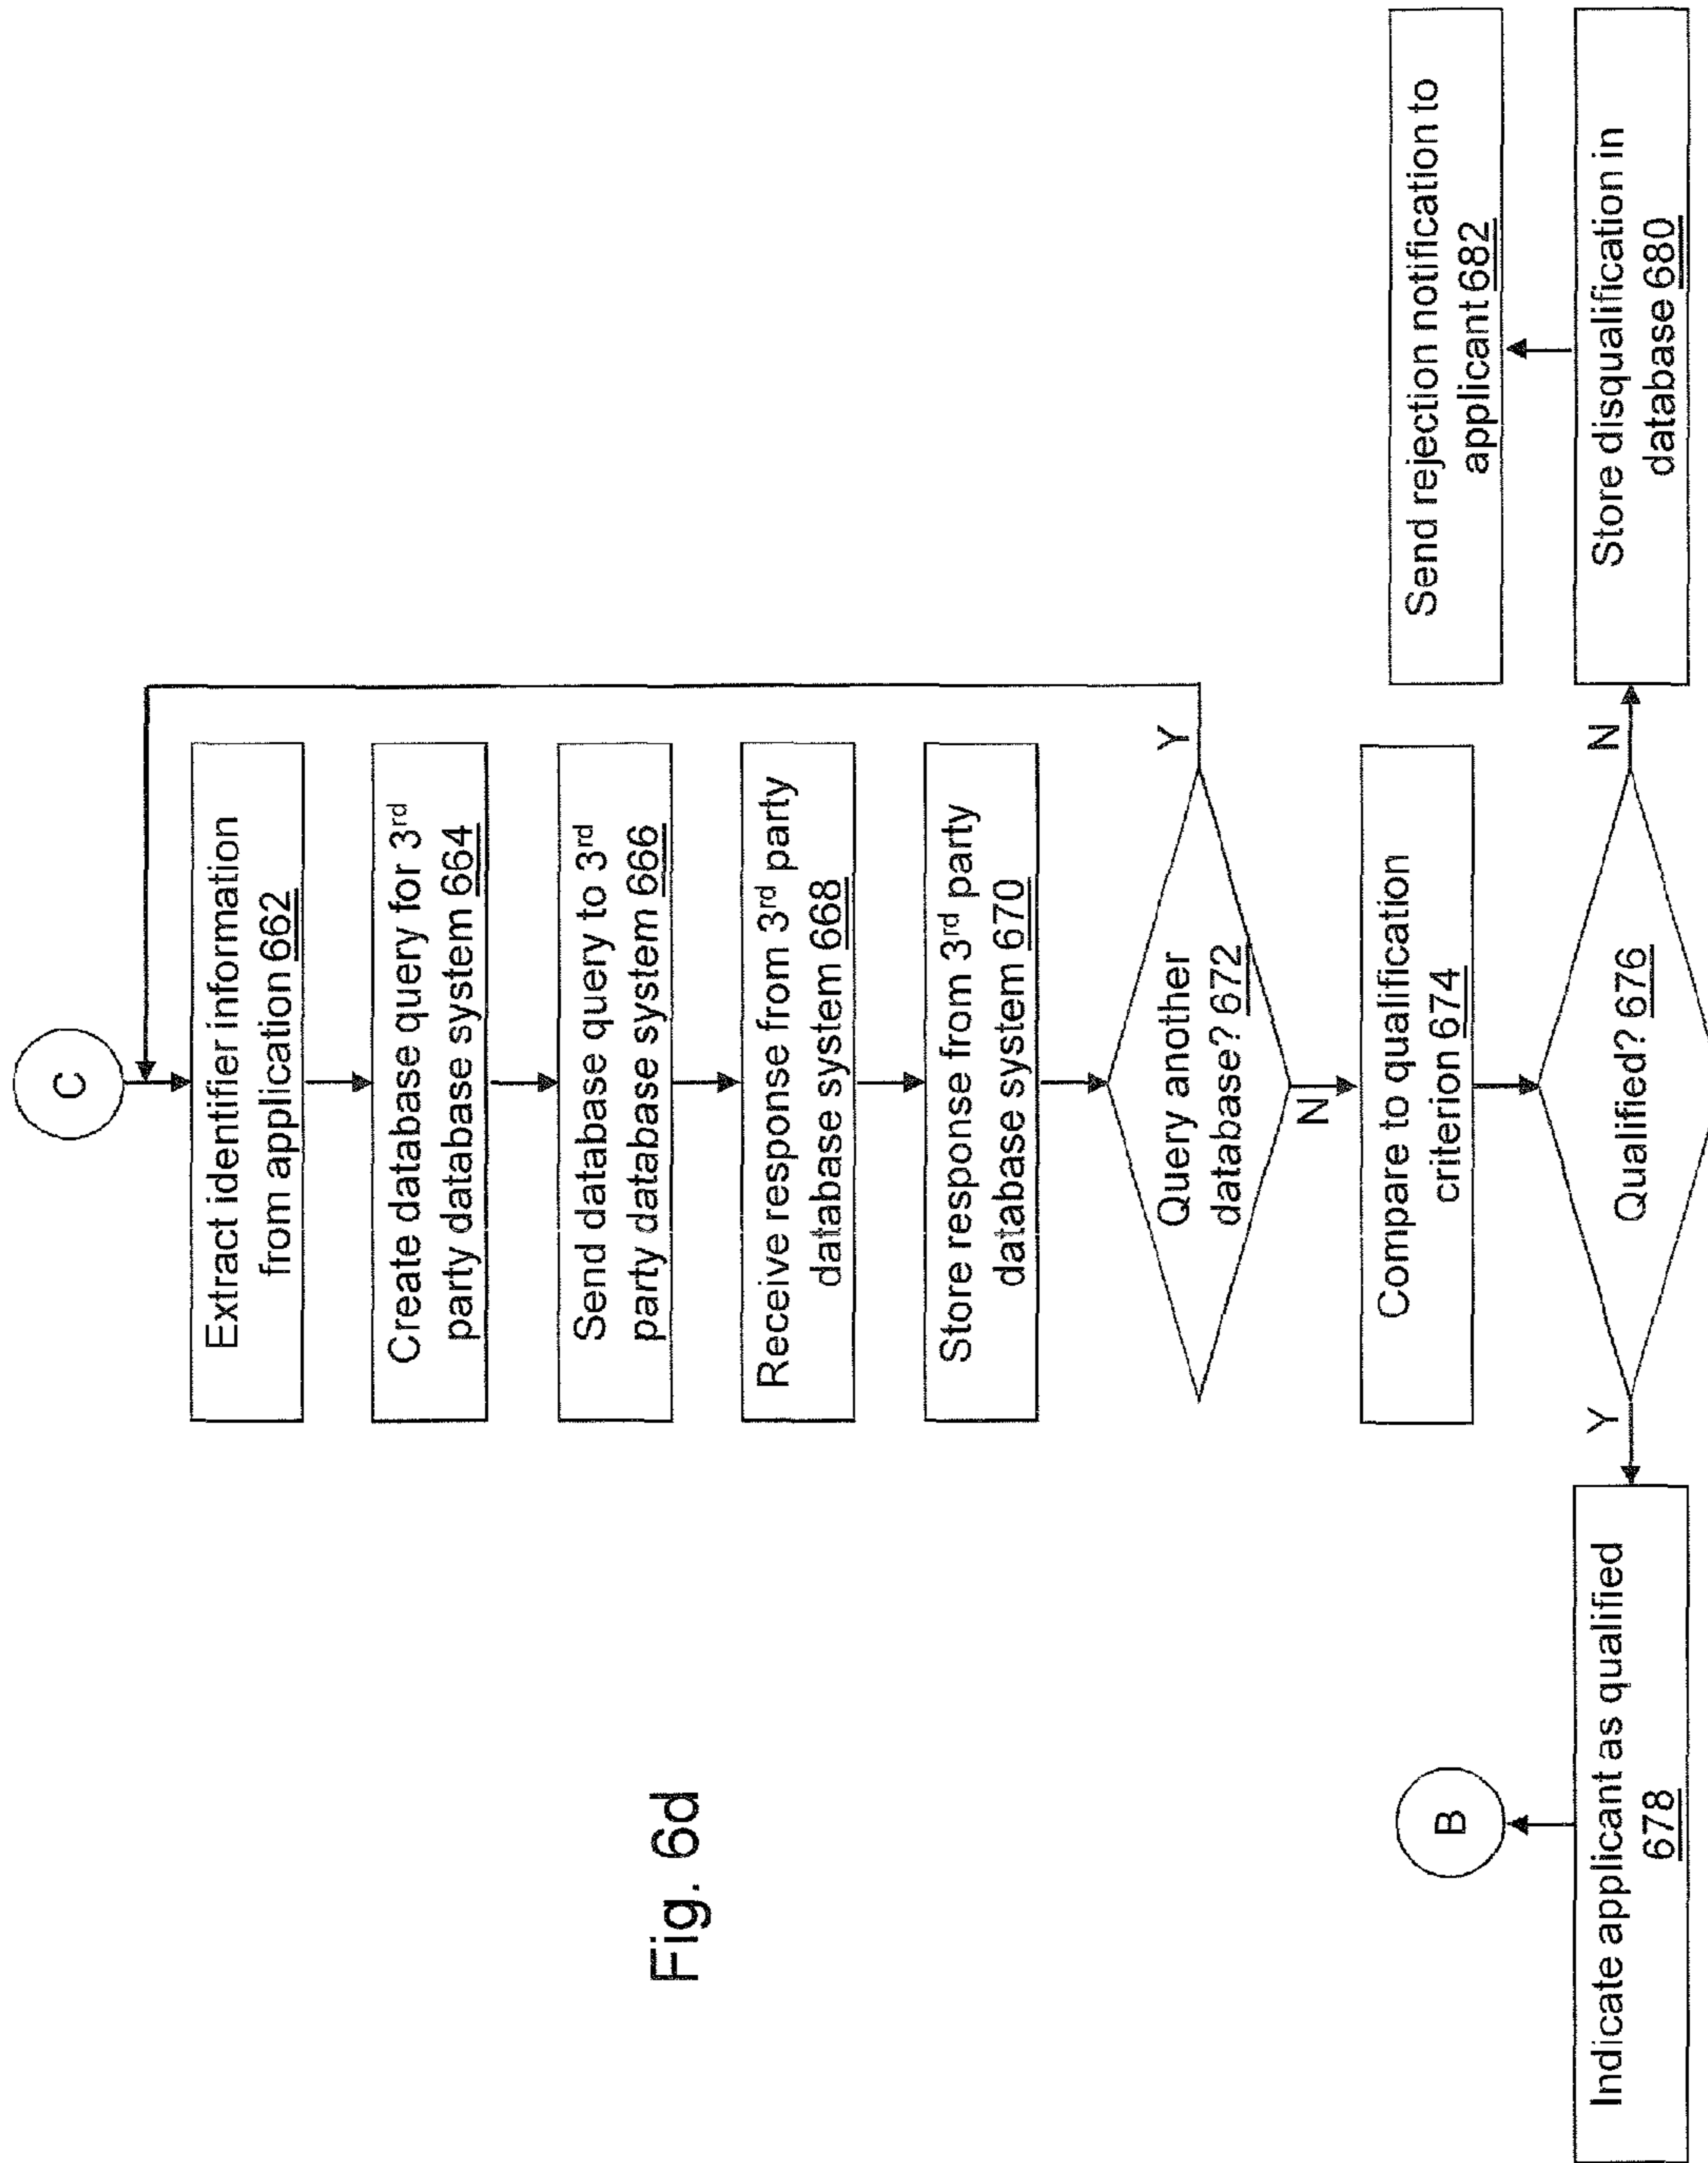 C
Extract identifier information
from application 662
Create database query for 3rd
party database system 664
Send database query to 3rd
party database system 666
Receive response from 3rd party
database system 668
Store response from 3rd party
database system 670
Query another
database? 672
Y
N
Compare to qualification
criterion 674
Qualified? 676
Y
N
Indicate applicant as qualified
678
B
Store disqualification in
database 680
Send rejection notification to
applicant 682
Fig. 6d